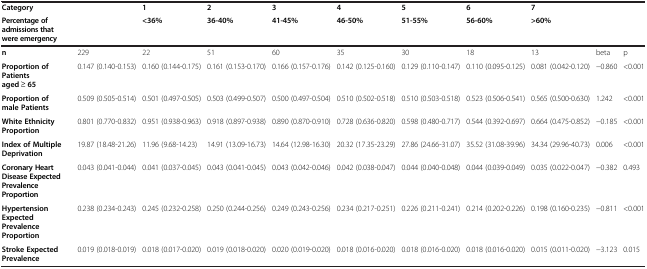 Category 1 2 3 4 5 6 7
Percentage of admissions that were emergency <36% 36-40% 41-45% 46-50% 51-55% 56-60% >60%
n 229 22 51 60 35 30 18 13 beta p
Proportion of Patients aged ≥ 65 0.147 (0.140-0.153) 0.160 (0.144-0.175) 0.161 (0.153-0.170) 0.166 (0.157-0.176) 0.142 (0.125-0.160) 0.129 (0.110-0.147) 0.110 (0.095-0.125) 0.081 (0.042-0.120) −0.860 <0.001
Proportion of male Patients 0.509 (0.505-0.514) 0.501 (0.497-0.505) 0.503 (0.499-0.507) 0.500 (0.497-0.504) 0.510 (0.502-0.518) 0.510 (0.503-0.518) 0.523 (0.506-0.541) 0.565 (0.500-0.630) 1.242 <0.001
White Ethnicity Proportion 0.801 (0.770-0.832) 0.951 (0.938-0.963) 0.918 (0.897-0.938) 0.890 (0.870-0.910) 0.728 (0.636-0.820) 0.598 (0.480-0.717) 0.544 (0.392-0.697) 0.664 (0.475-0.852) −0.185 <0.001
Index of Multiple Deprivation 19.87 (18.48-21.26) 11.96 (9.68-14.23) 14.91 (13.09-16.73) 14.64 (12.98-16.30) 20.32 (17.35-23.29) 27.86 (24.66-31.07) 35.52 (31.08-39.96) 34.34 (29.96-40.73) 0.006 <0.001
Coronary Heart Disease Expected Prevalence Proportion 0.043 (0.041-0.044) 0.041 (0.037-0.045) 0.043 (0.041-0.045) 0.043 (0.042-0.046) 0.042 (0.038-0.047) 0.044 (0.040-0.048) 0.044 (0.039-0.049) 0.035 (0.022-0.047) −0.382 0.493
Hypertension Expected Prevalence Proportion 0.238 (0.234-0.243) 0.245 (0.232-0.258) 0.250 (0.244-0.256) 0.249 (0.243-0.256) 0.234 (0.217-0.251) 0.226 (0.211-0.241) 0.214 (0.202-0.226) 0.198 (0.160-0.235) −0.811 <0.001
Stroke Expected Prevalence 0.019 (0.018-0.019) 0.018 (0.017-0.020) 0.019 (0.018-0.020) 0.020 (0.019-0.020) 0.018 (0.016-0.020) 0.018 (0.016-0.020) 0.018 (0.016-0.020) 0.015 (0.011-0.020) −3.123 0.015